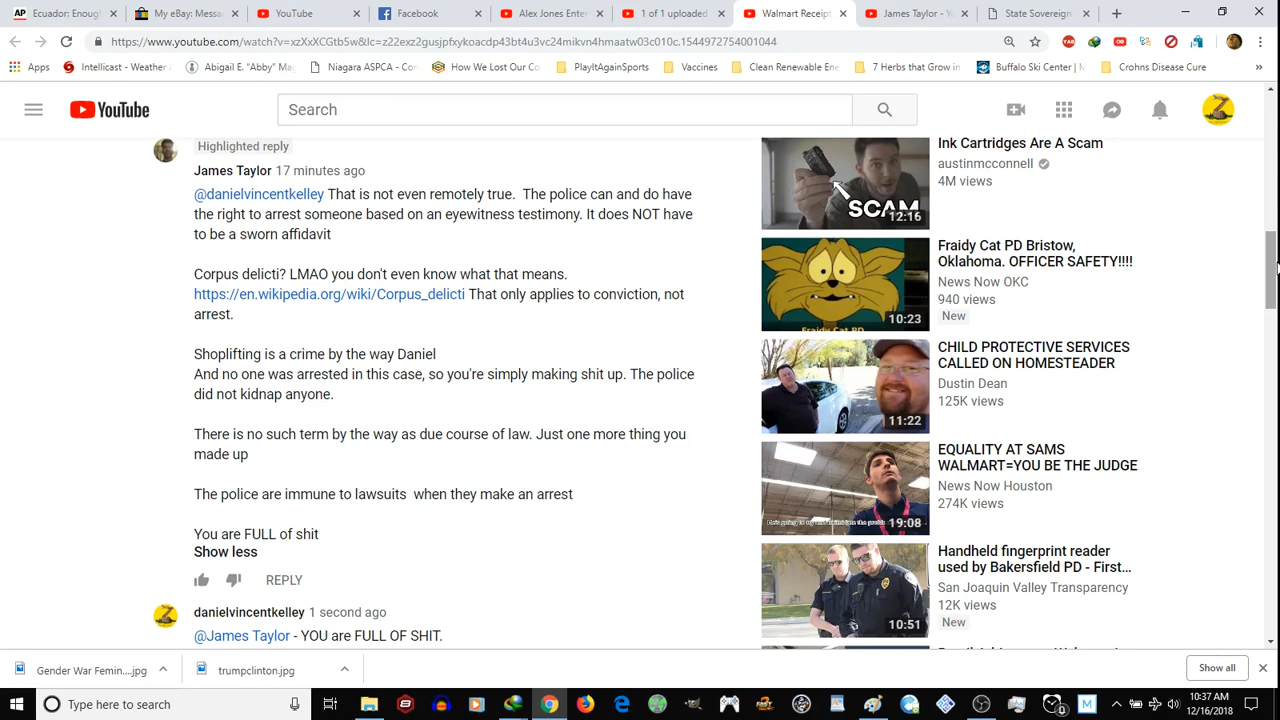 Ecuador: Enoug
My eBay: Messa
YouTube
Facebook
Alex Jones Ente
1 of 1 uploaded
Walmart Receipt
James Taylor - Y
State Sovereign
https://www.youtube.com/watch?v=xzXxXCGtb5w&lc=z22exz2gusjpfxykoacdp43bt4u3vc24mikvn4hmaatw03c010c.1544972754001044
Apps
Intellicast - Weather
Abigail E. "Abby" Ma
Niagara ASPCA - Co
How We Lost Our Co
PlayItAgainSports
Vaccines
Clean Renewable Ene
7 Herbs that Grow in
Buffalo Ski Center | M
Crohns Disease Cure
YouTube
Search
Highlighted reply
James Taylor 17 minutes ago
@danielvincentkelley That is not even remotely true. The police can and do have
the right to arrest someone based on an eyewitness testimony. It does NOT have
to be a sworn affidavit
Corpus delicti? LMAO you don't even know what that means.
https://en.wikipedia.org/wiki/Corpus_delicti That only applies to conviction, not
arrest.
Shoplifting is a crime by the way Daniel
And no one was arrested in this case, so you're simply making shit up. The police
did not kidnap anyone.
There is no such term by the way as due course of law. Just one more thing you
made up
The police are immune to lawsuits when they make an arrest
You are FULL of shit
Show less
REPLY
danielvincentkelley 1 second ago
@James Taylor - YOU are FULL OF SHIT.
SCAM
12:16
Ink Cartridges Are A Scam
austinmcconnell
4M views
Fraidy Cat PD
10:23
Fraidy Cat PD Bristow,
Oklahoma. OFFICER SAFETY!!!!
News Now OKC
940 views
New
11:22
CHILD PROTECTIVE SERVICES
CALLED ON HOMESTEADER
Dustin Dean
125K views
19:08
EQUALITY AT SAMS
WALMART=YOU BE THE JUDGE
News Now Houston
274K views
10:51
Handheld fingerprint reader
used by Bakersfield PD - First...
San Joaquin Valley Transparency
12K views
New
Gender War Femin....jpg
trumpclinton.jpg
Show all
Type here to search
10:37 AM
12/16/2018